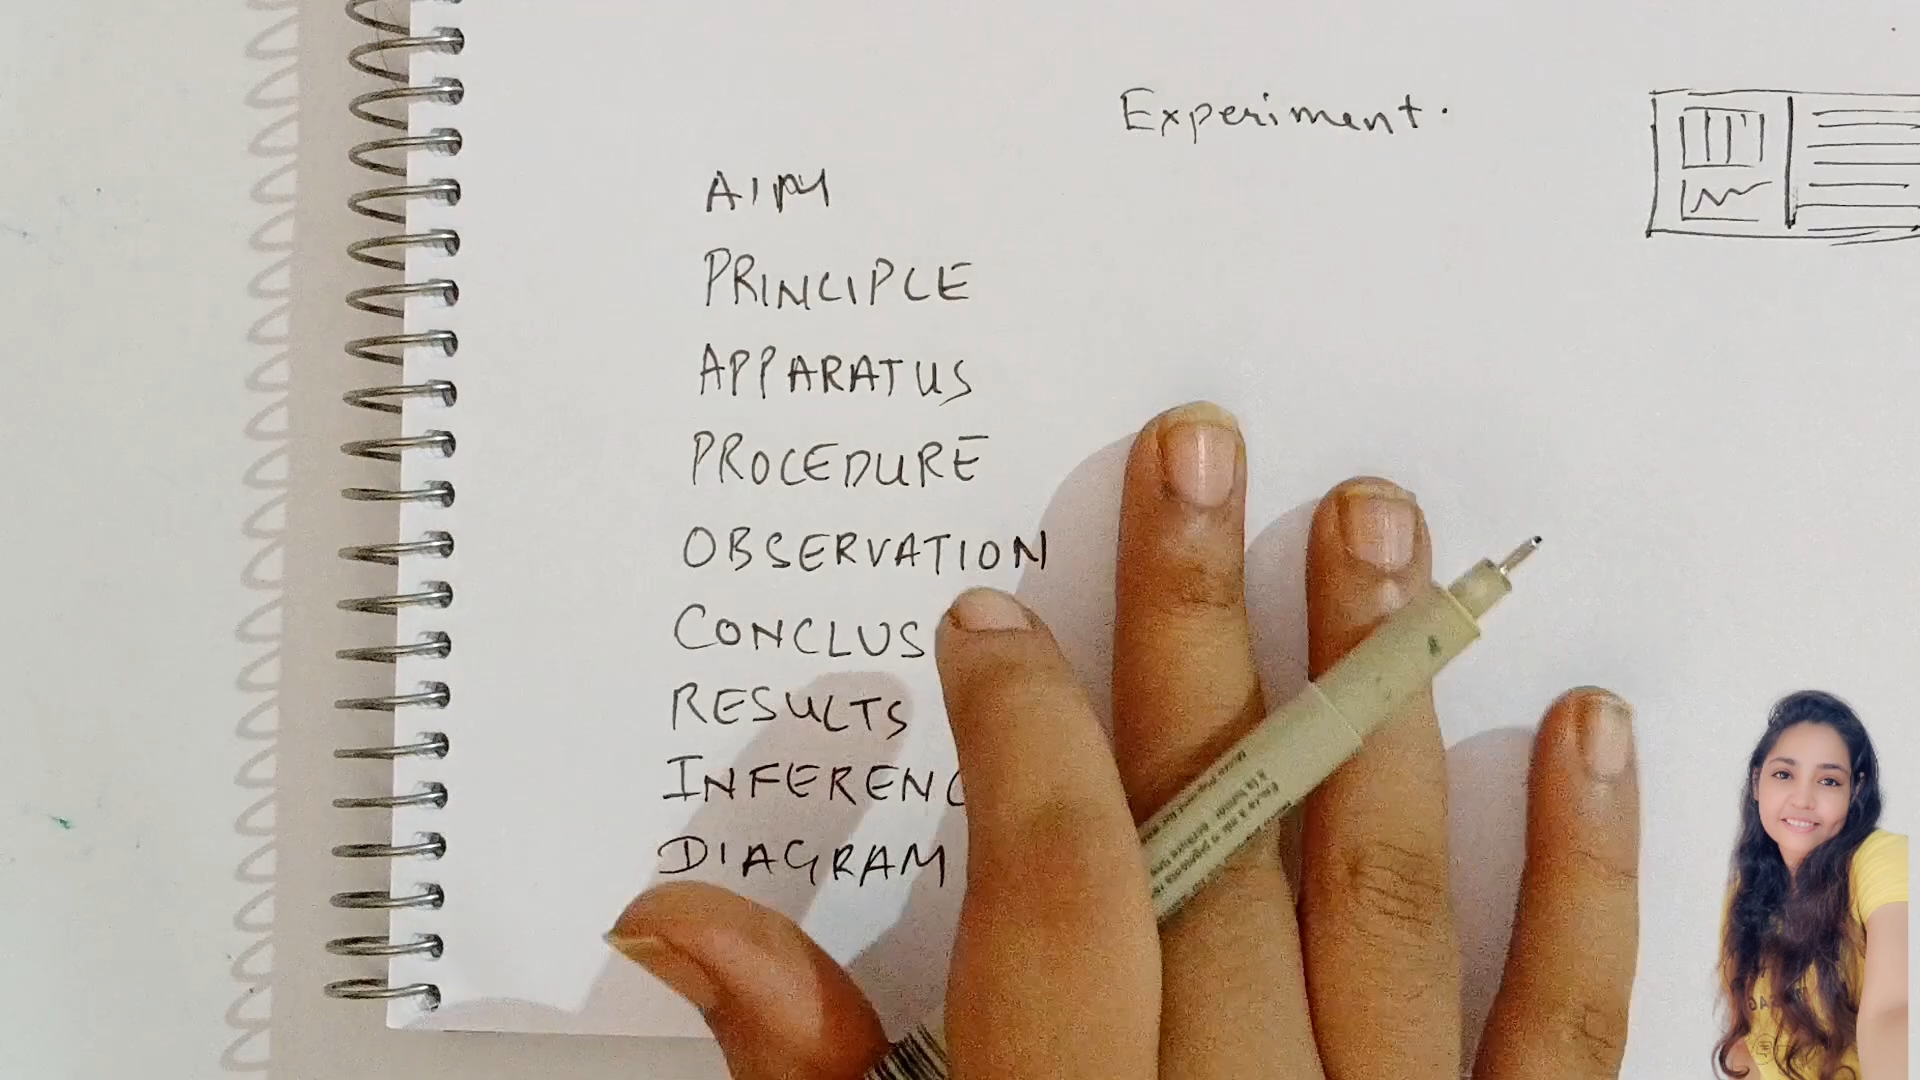 Experiment.
AIM
PRINCIPLE
APPARATUS
PROCEDURE
OBSERVATION
CONCLUS
RESULTS
INFERENC
DIAGRAM